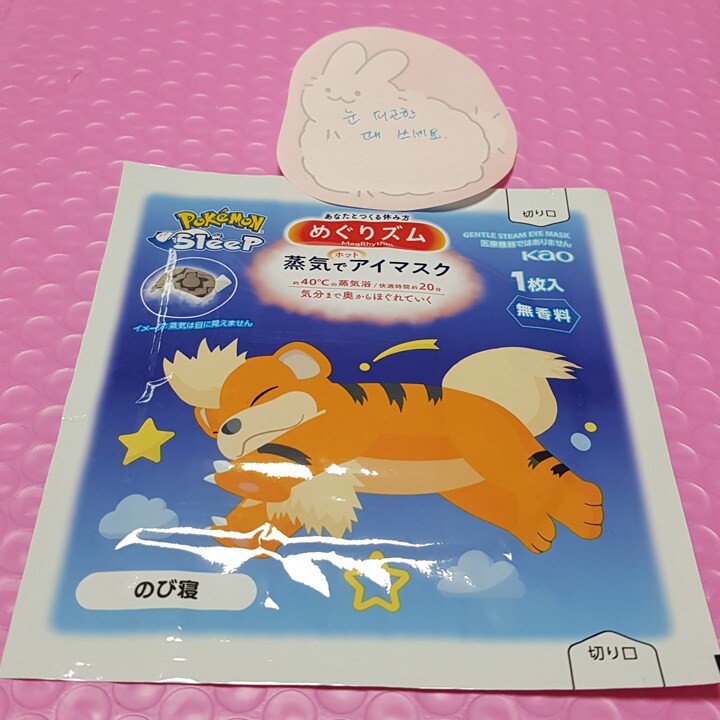 눈 피곤할
때 쓰세요.
切り口
POKÉMON
Sleep
あなたとつくる休み方
めぐりズム
MegRhythm
ホット
蒸気でアイマスク
約40℃の蒸気浴/快適時間約20分
気分まで奥からほぐれていく
GENTLE STEAM EYE MASK
医療機器ではありません
Kao
1枚入
無香料
イメージ:蒸気は目に見えません
のび寝
切り口